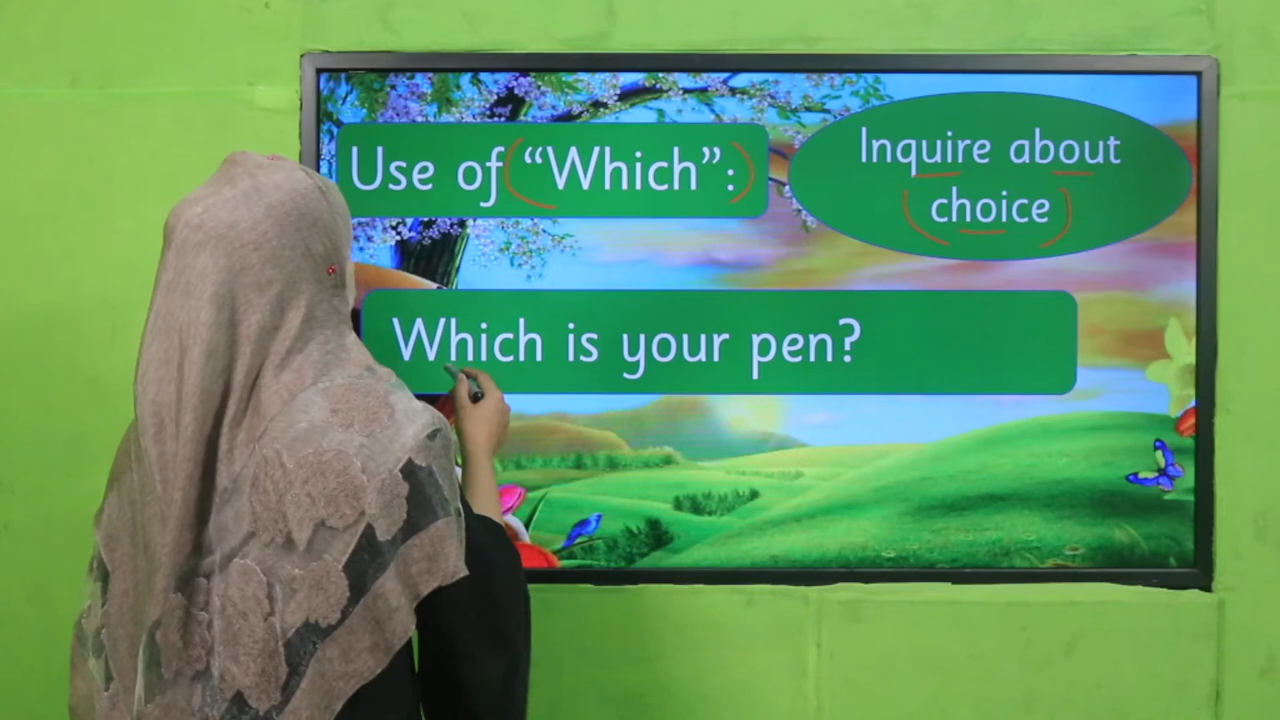 Use of “Which”:
Inquire about
choice
Which is your pen?